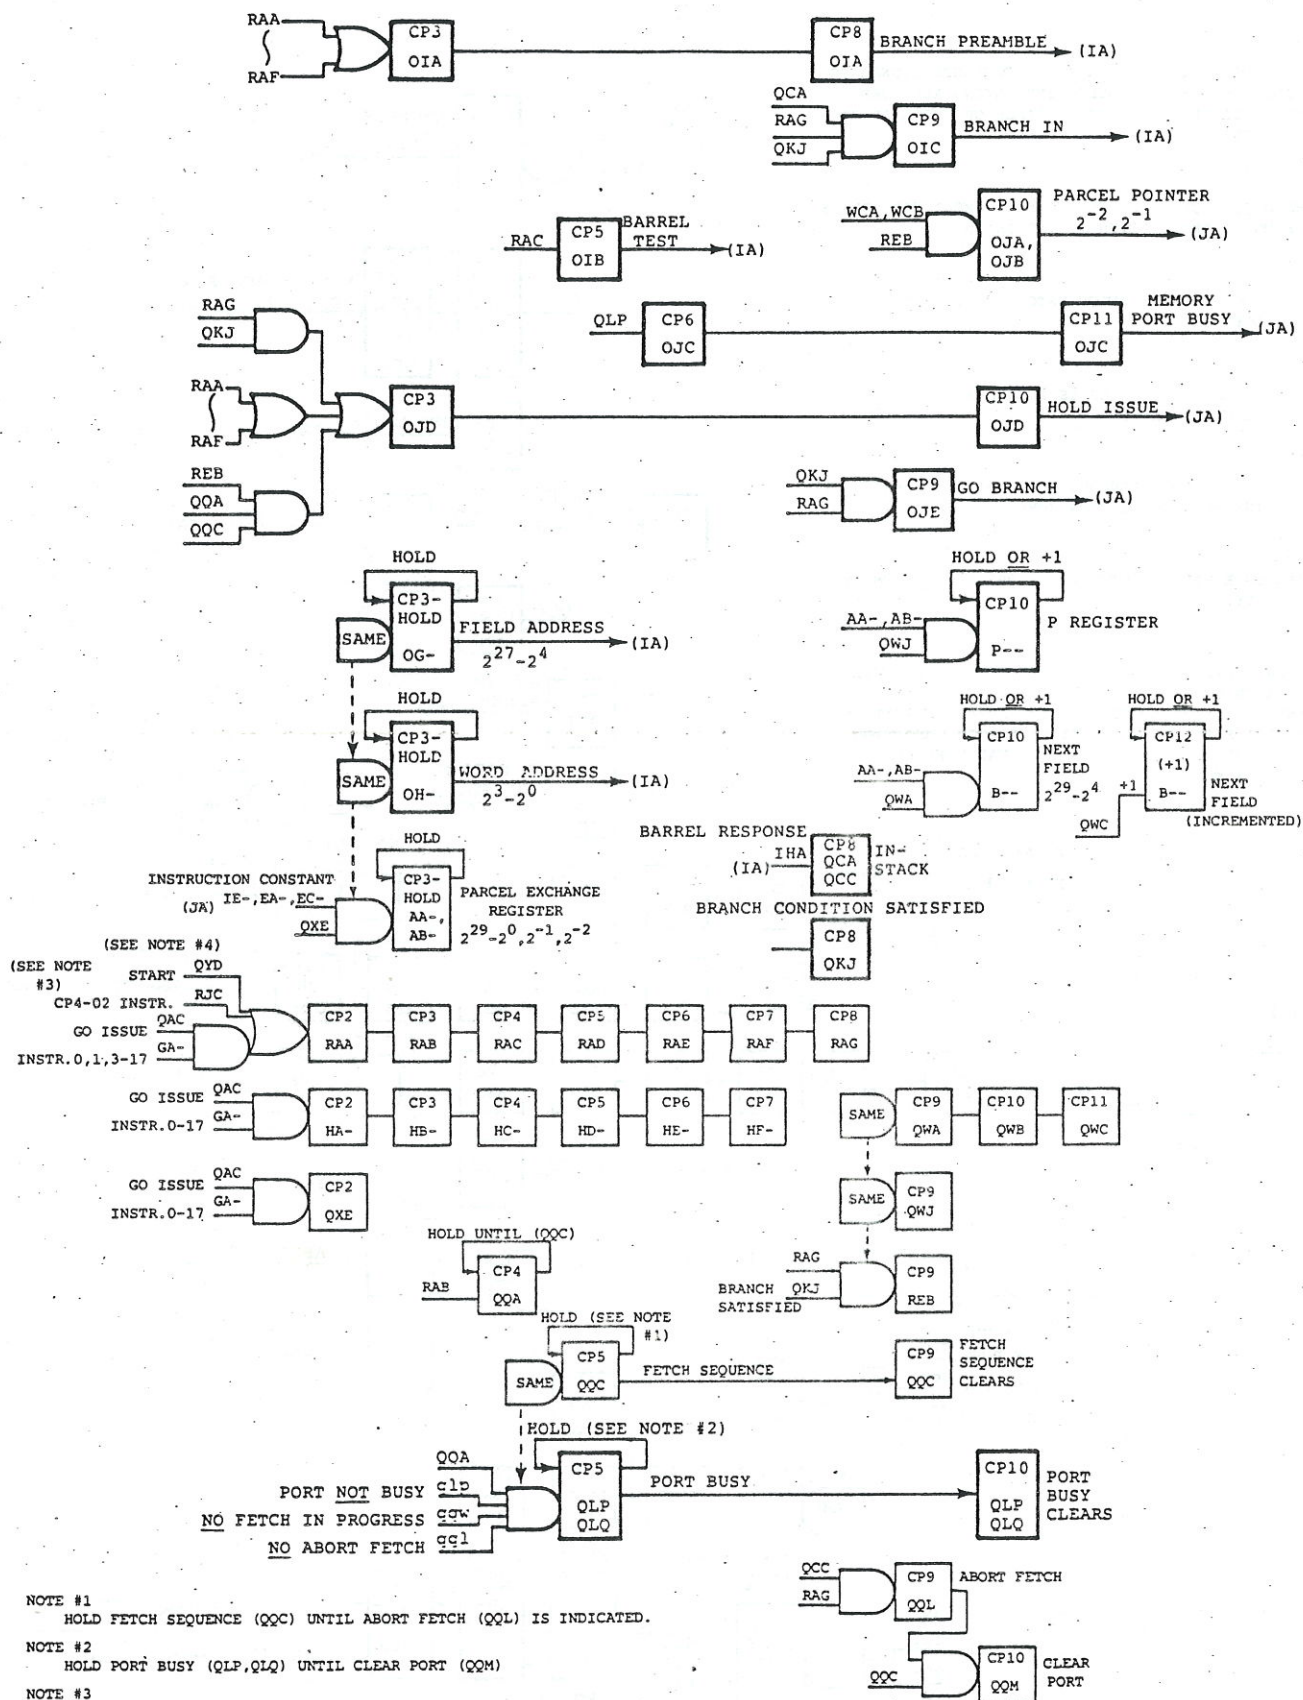 RAA
RAF
CP3
OIA
CP8
OIA
BRANCH PREAMBLE
(IA)
QCA
RAG
QKJ
CP9
OIC
BRANCH IN
(IA)
RAC
CP5
OIB
BARREL
TEST
(IA)
WCA,WCB
REB
CP10
OJA,
OJB
PARCEL POINTER
2^-2,2^-1
(JA)
RAG
QKJ
QLP
CP6
OJC
CP11
OJC
MEMORY
PORT BUSY
(JA)
RAA
RAF
CP3
OJD
CP10
OJD
HOLD ISSUE
(JA)
REB
QQA
QQC
QKJ
RAG
CP9
OJE
GO BRANCH
(JA)
HOLD
SAME
CP3-
HOLD
OG-
FIELD ADDRESS
2^27-2^4
(IA)
HOLD OR +1
AA-,AB-
QWJ
CP10
P--
P REGISTER
HOLD
SAME
CP3-
HOLD
OH-
WORD ADDRESS
2^3-2^0
(IA)
HOLD OR +1
AA-,AB-
QWA
CP10
B--
NEXT
FIELD
2^29-2^4
HOLD OR +1
+1
QWC
CP12
(+1)
B--
NEXT
FIELD
(INCREMENTED)
HOLD
INSTRUCTION CONSTANT
(JA) IE-,EA-,EC-
QXE
CP3-
HOLD
AA-,
AB-
PARCEL EXCHANGE
REGISTER
2^29-2^0,2^-1,2^-2
BARREL RESPONSE
IHA
(IA)
CP8
QCA
QCC
IN-
STACK
BRANCH CONDITION SATISFIED
CP8
QKJ
(SEE NOTE #4)
(SEE NOTE
#3)
START QYD
CP4-02 INSTR. RJC
GO ISSUE QAC
INSTR.0,1,3-17 GA-
CP2
RAA
CP3
RAB
CP4
RAC
CP5
RAD
CP6
RAE
CP7
RAF
CP8
RAG
GO ISSUE QAC
INSTR.0-17 GA-
CP2
HA-
CP3
HB-
CP4
HC-
CP5
HD-
CP6
HE-
CP7
HF-
SAME
CP9
QWA
CP10
QWB
CP11
QWC
GO ISSUE QAC
INSTR.0-17 GA-
CP2
QXE
SAME
CP9
QWJ
HOLD UNTIL (QQC)
RAB
CP4
QQA
RAG
BRANCH QKJ
SATISFIED
CP9
REB
HOLD (SEE NOTE
#1)
SAME
CP5
QQC
FETCH SEQUENCE
CP9
QQC
FETCH
SEQUENCE
CLEARS
HOLD (SEE NOTE #2)
QQA
PORT NOT BUSY qlp
NO FETCH IN PROGRESS qqw
NO ABORT FETCH qql
CP5
QLP
QLQ
PORT BUSY
CP10
QLP
QLQ
PORT
BUSY
CLEARS
QCC
RAG
CP9
QQL
ABORT FETCH
QQC
CP10
QQM
CLEAR
PORT
NOTE #1
HOLD FETCH SEQUENCE (QQC) UNTIL ABORT FETCH (QQL) IS INDICATED.
NOTE #2
HOLD PORT BUSY (QLP,QLQ) UNTIL CLEAR PORT (QQM)
NOTE #3